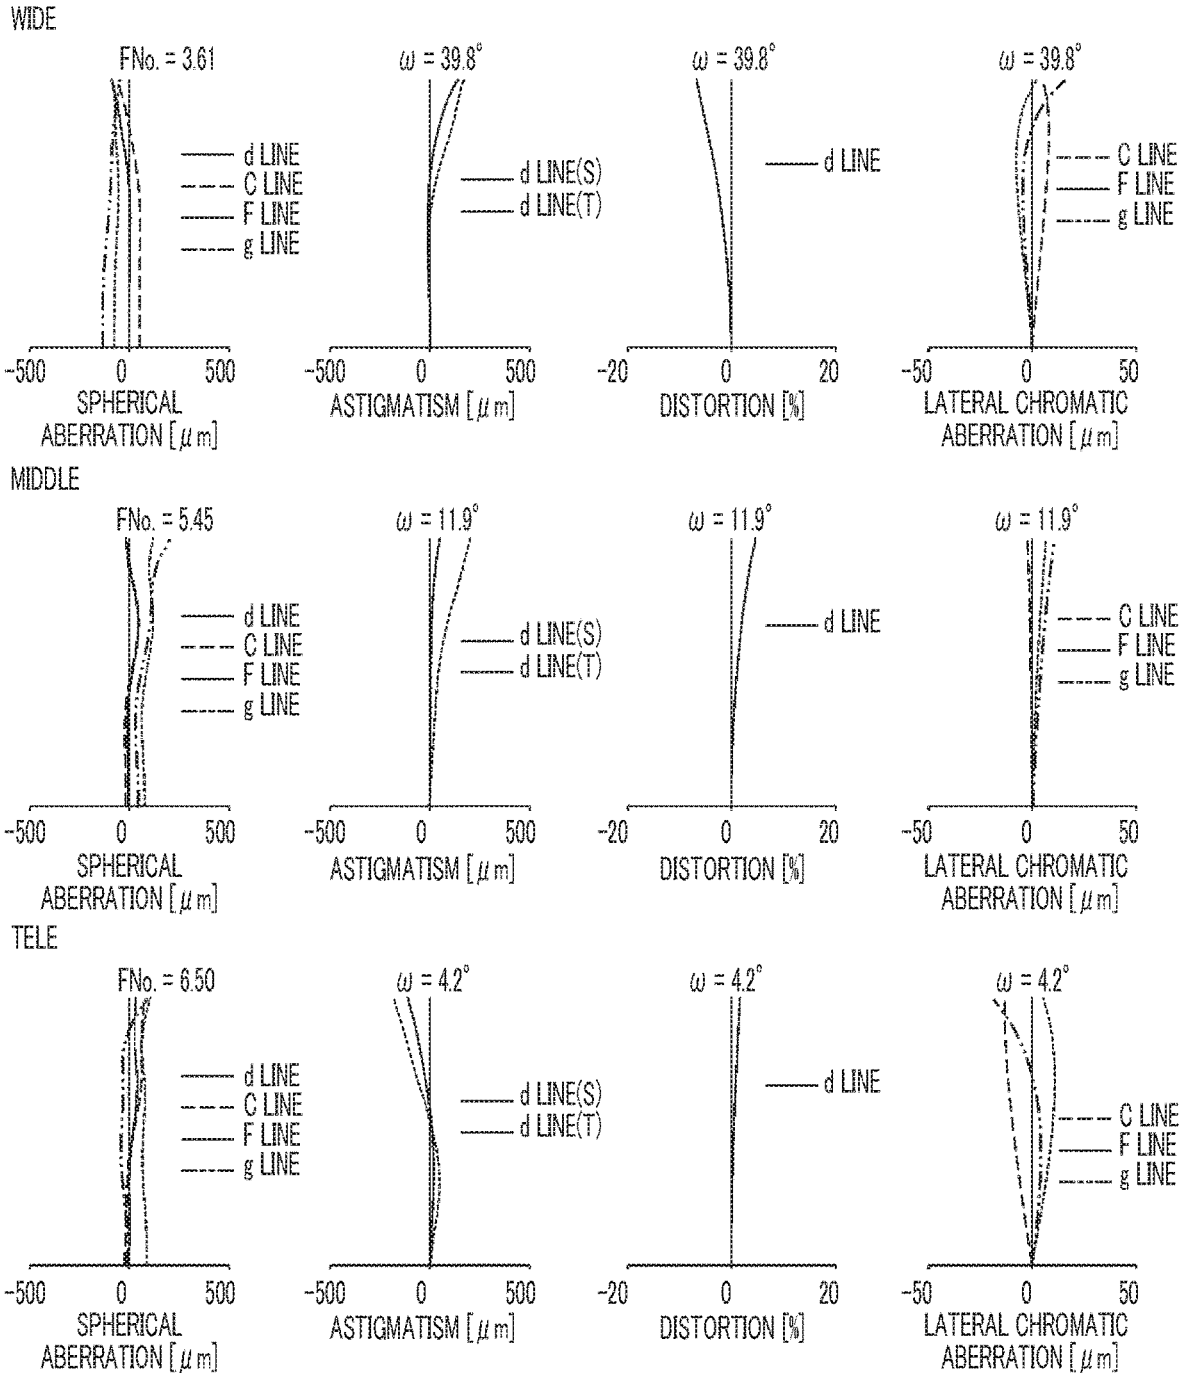 WIDE
FNo. = 3.61
ω = 39.8°
ω = 39.8°
ω = 39.8°
d LINE
C LINE
F LINE
g LINE
d LINE(S)
d LINE(T)
d LINE
C LINE
F LINE
g LINE
-500 0 500
-500 0 500
-20 0 20
-50 0 50
SPHERICAL
ABERRATION [μm]
ASTIGMATISM [μm]
DISTORTION [%]
LATERAL CHROMATIC
ABERRATION [μm]
MIDDLE
FNo. = 5.45
ω = 11.9°
ω = 11.9°
ω = 11.9°
d LINE
C LINE
F LINE
g LINE
d LINE(S)
d LINE(T)
d LINE
C LINE
F LINE
g LINE
-500 0 500
-500 0 500
-20 0 20
-50 0 50
SPHERICAL
ABERRATION [μm]
ASTIGMATISM [μm]
DISTORTION [%]
LATERAL CHROMATIC
ABERRATION [μm]
TELE
FNo. = 6.50
ω = 4.2°
ω = 4.2°
ω = 4.2°
d LINE
C LINE
F LINE
g LINE
d LINE(S)
d LINE(T)
d LINE
C LINE
F LINE
g LINE
-500 0 500
-500 0 500
-20 0 20
-50 0 50
SPHERICAL
ABERRATION [μm]
ASTIGMATISM [μm]
DISTORTION [%]
LATERAL CHROMATIC
ABERRATION [μm]